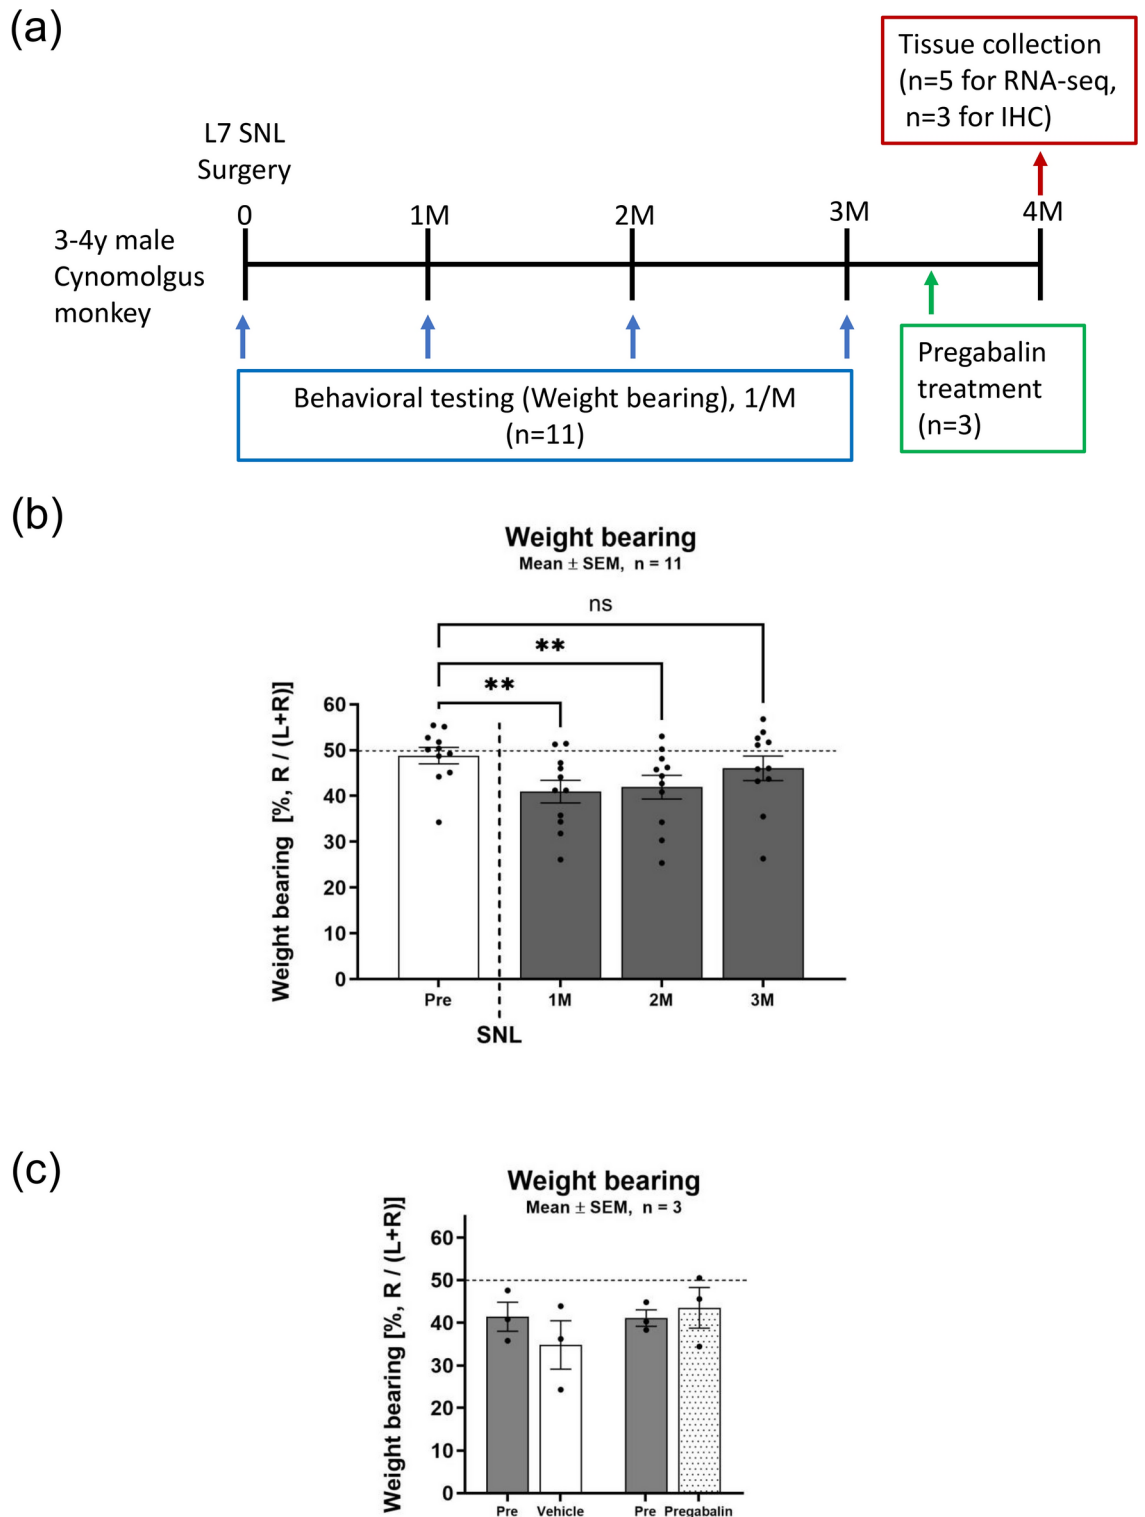 (a)
Tissue collection
(n=5 for RNA-seq,
n=3 for IHC)
L7 SNL
Surgery
0
1M
2M
3M
4M
3-4y male
Cynomolgus
monkey
Behavioral testing (Weight bearing), 1/M
(n=11)
Pregabalin
treatment
(n=3)
(b)
Weight bearing
Mean ± SEM, n = 11
ns
**
**
Weight bearing [%, R / (L+R)]
60
50
40
30
20
10
0
Pre
1M
2M
3M
SNL
(c)
Weight bearing
Mean ± SEM, n = 3
Weight bearing [%, R / (L+R)]
60
50
40
30
20
10
0
Pre
Vehicle
Pre
Pregabalin